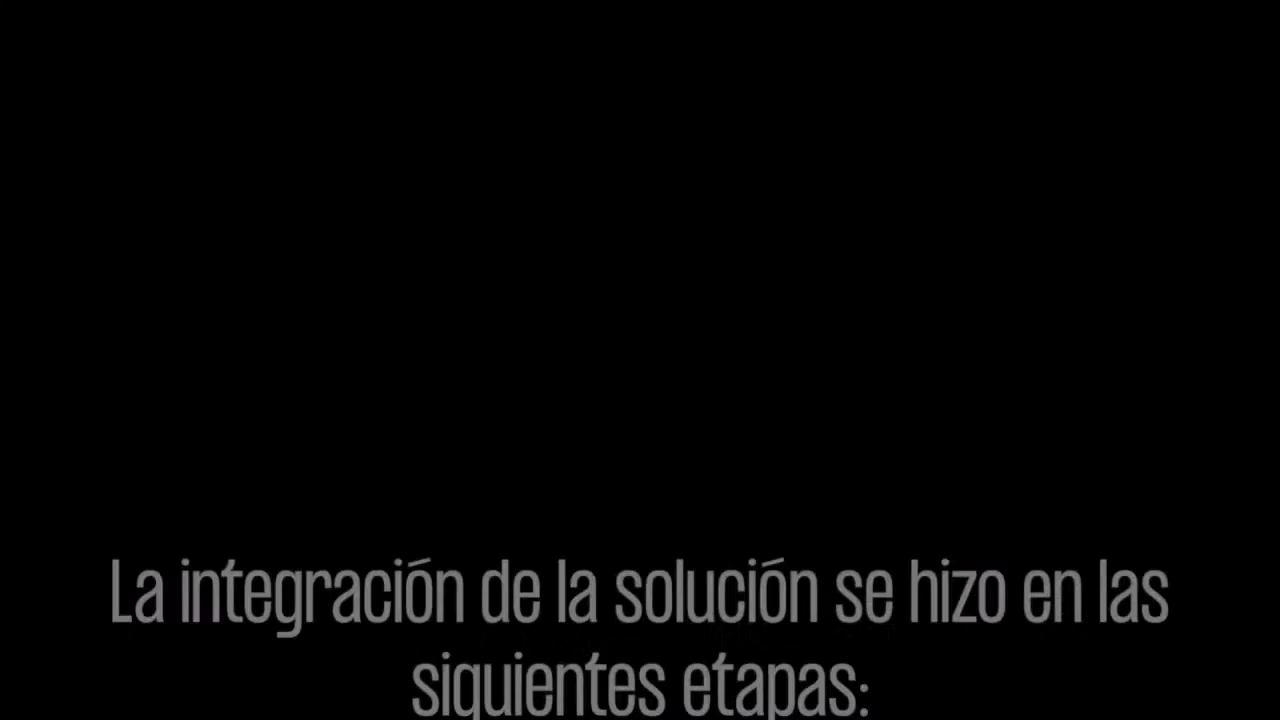 La integración de la solución se hizo en las
siguientes etapas: